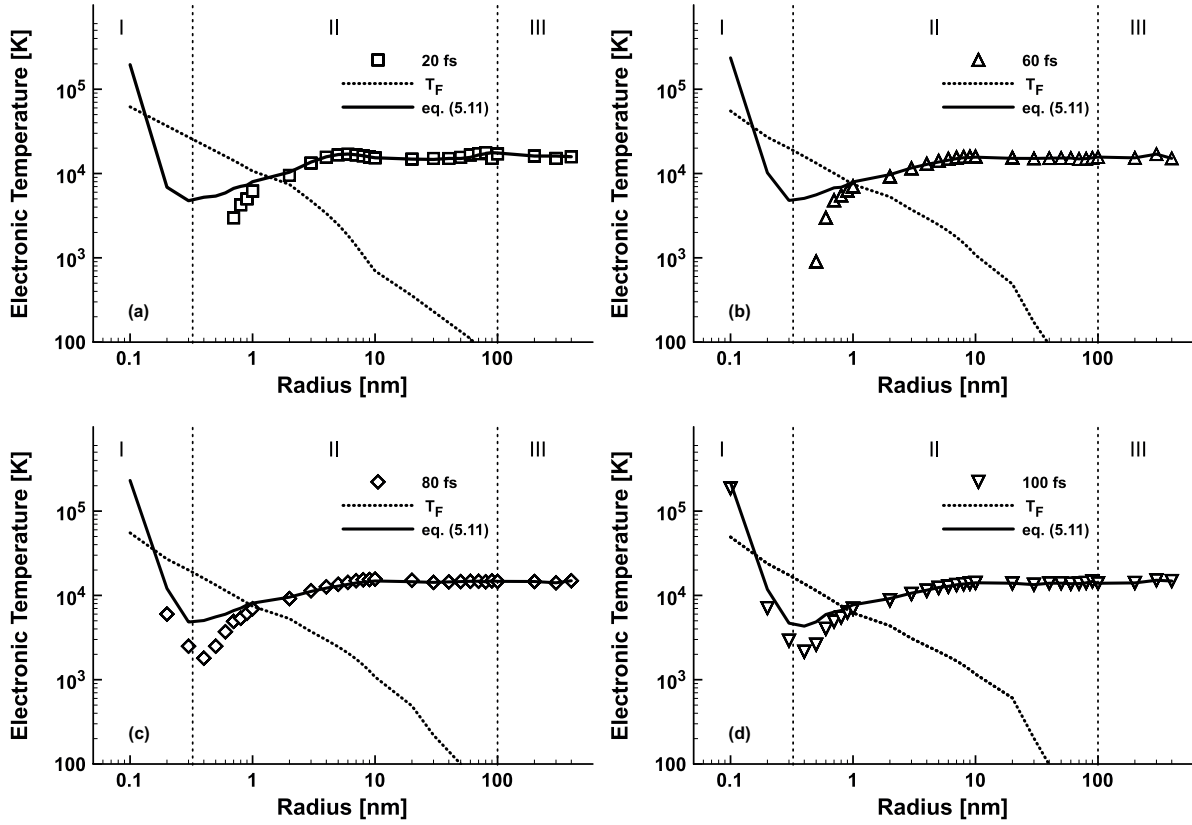 I II III
20 fs
T_F
eq. (5.11)
10^5
10^4
10^3
100
Electronic Temperature [K]
(a)
0.1 1 10 100
Radius [nm]
I II III
60 fs
T_F
eq. (5.11)
10^5
10^4
10^3
100
Electronic Temperature [K]
(b)
0.1 1 10 100
Radius [nm]
I II III
80 fs
T_F
eq. (5.11)
10^5
10^4
10^3
100
Electronic Temperature [K]
(c)
0.1 1 10 100
Radius [nm]
I II III
100 fs
T_F
eq. (5.11)
10^5
10^4
10^3
100
Electronic Temperature [K]
(d)
0.1 1 10 100
Radius [nm]